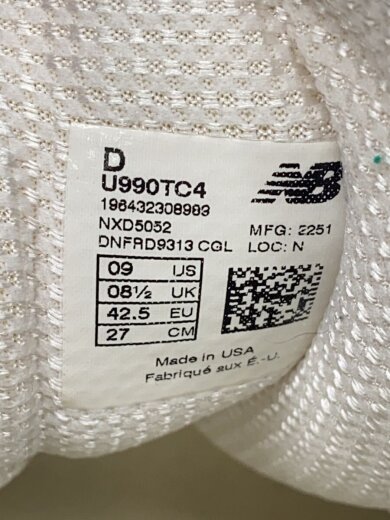 D
U990TC4
196432308983
NXD5052
DNFRD9313 CGL
NB
MFG: 2251
LOC: N
09 US
08½ UK
42.5 EU
27 CM
Made in USA
Fabriqué aux É.-U.